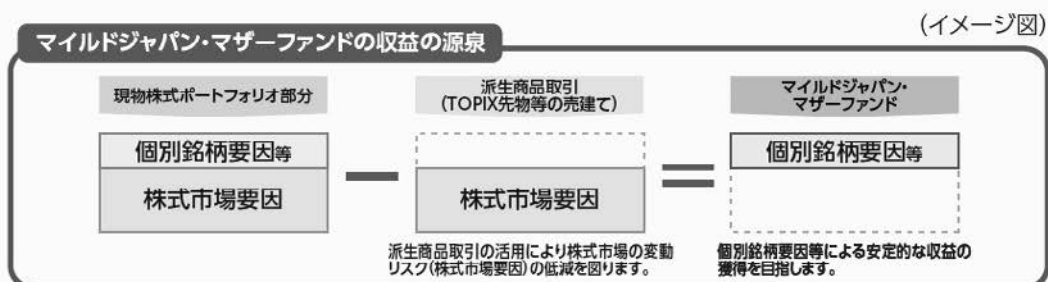 (イメージ図)
マイルドジャパン・マザーファンドの収益の源泉
現物株式ポートフォリオ部分
派生商品取引
(TOPIX先物等の売建て)
マイルドジャパン・
マザーファンド
個別銘柄要因等
株式市場要因
株式市場要因
個別銘柄要因等
派生商品取引の活用により株式市場の変動
リスク(株式市場要因)の低減を図ります。
個別銘柄要因等による安定的な収益の
獲得を目指します。